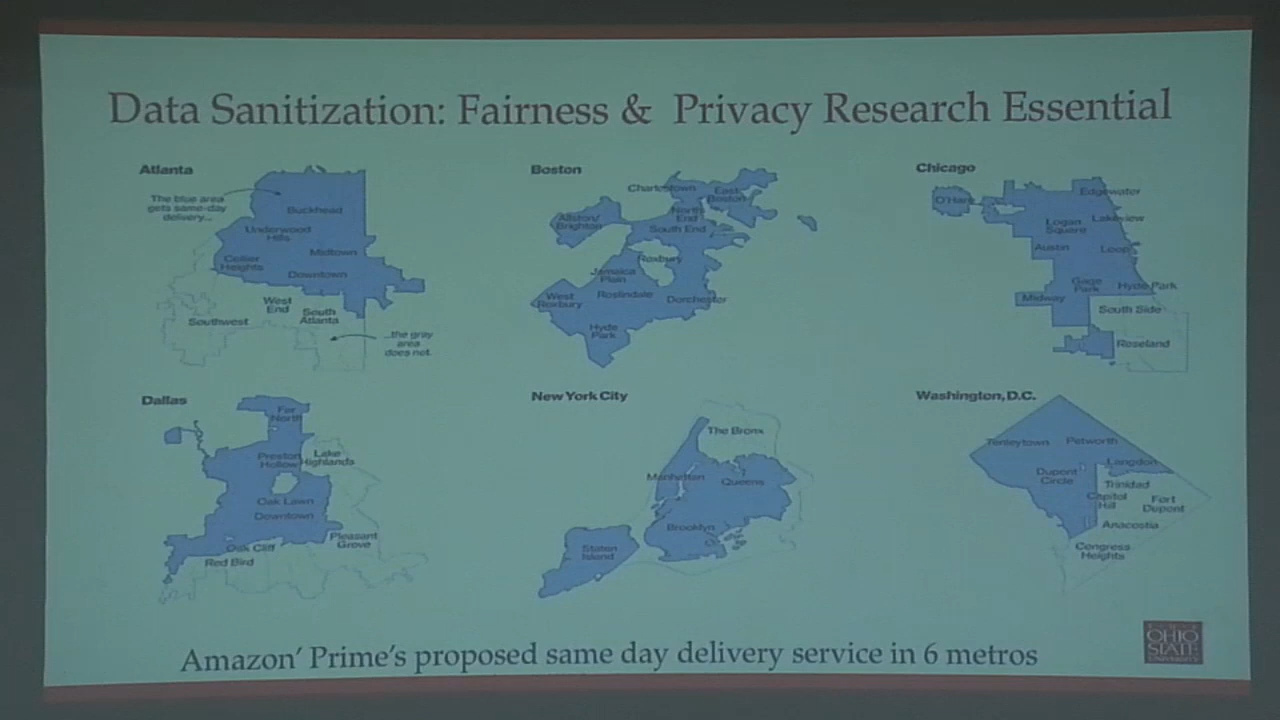 Data Sanitization: Fairness & Privacy Research Essential
Atlanta
The blue area
gets same-day
delivery...
Buckhead
Underwood
Hills
Midtown
Collier
Heights
Downtown
West
End
South
Atlanta
Southwest
...the gray
area
does not.
Boston
Charlestown
East
Boston
North
End
Allston/
Brighton
South End
Roxbury
Jamaica
Plain
West
Roxbury
Roslindale
Dorchester
Hyde
Park
Chicago
Edgewater
O'Hare
Logan
Square
Lakeview
Austin
Loop
Gage
Park
Hyde Park
Midway
South Side
Roseland
Dallas
Far
North
Preston
Hollow
Lake
Highlands
Oak Lawn
Downtown
Pleasant
Grove
Oak Cliff
Red Bird
New York City
The Bronx
Manhattan
Queens
Brooklyn
Staten
Island
Washington, D.C.
Tenleytown
Petworth
Langdon
Dupont
Circle
Trinidad
Capitol
Hill
Fort
Dupont
Anacostia
Congress
Heights
Amazon' Prime's proposed same day delivery service in 6 metros
OHIO
STATE
UNIVERSITY